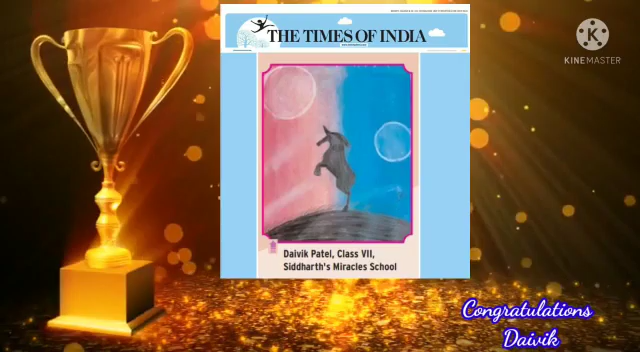 THE TIMES OF INDIA
KINEMASTER
Daivik Patel, Class VII,
Siddharth's Miracles School
Congratulations
Daivik